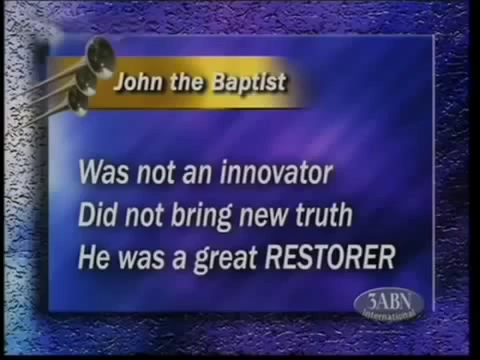 John the Baptist
Was not an innovator
Did not bring new truth
He was a great RESTORER
3ABN
International